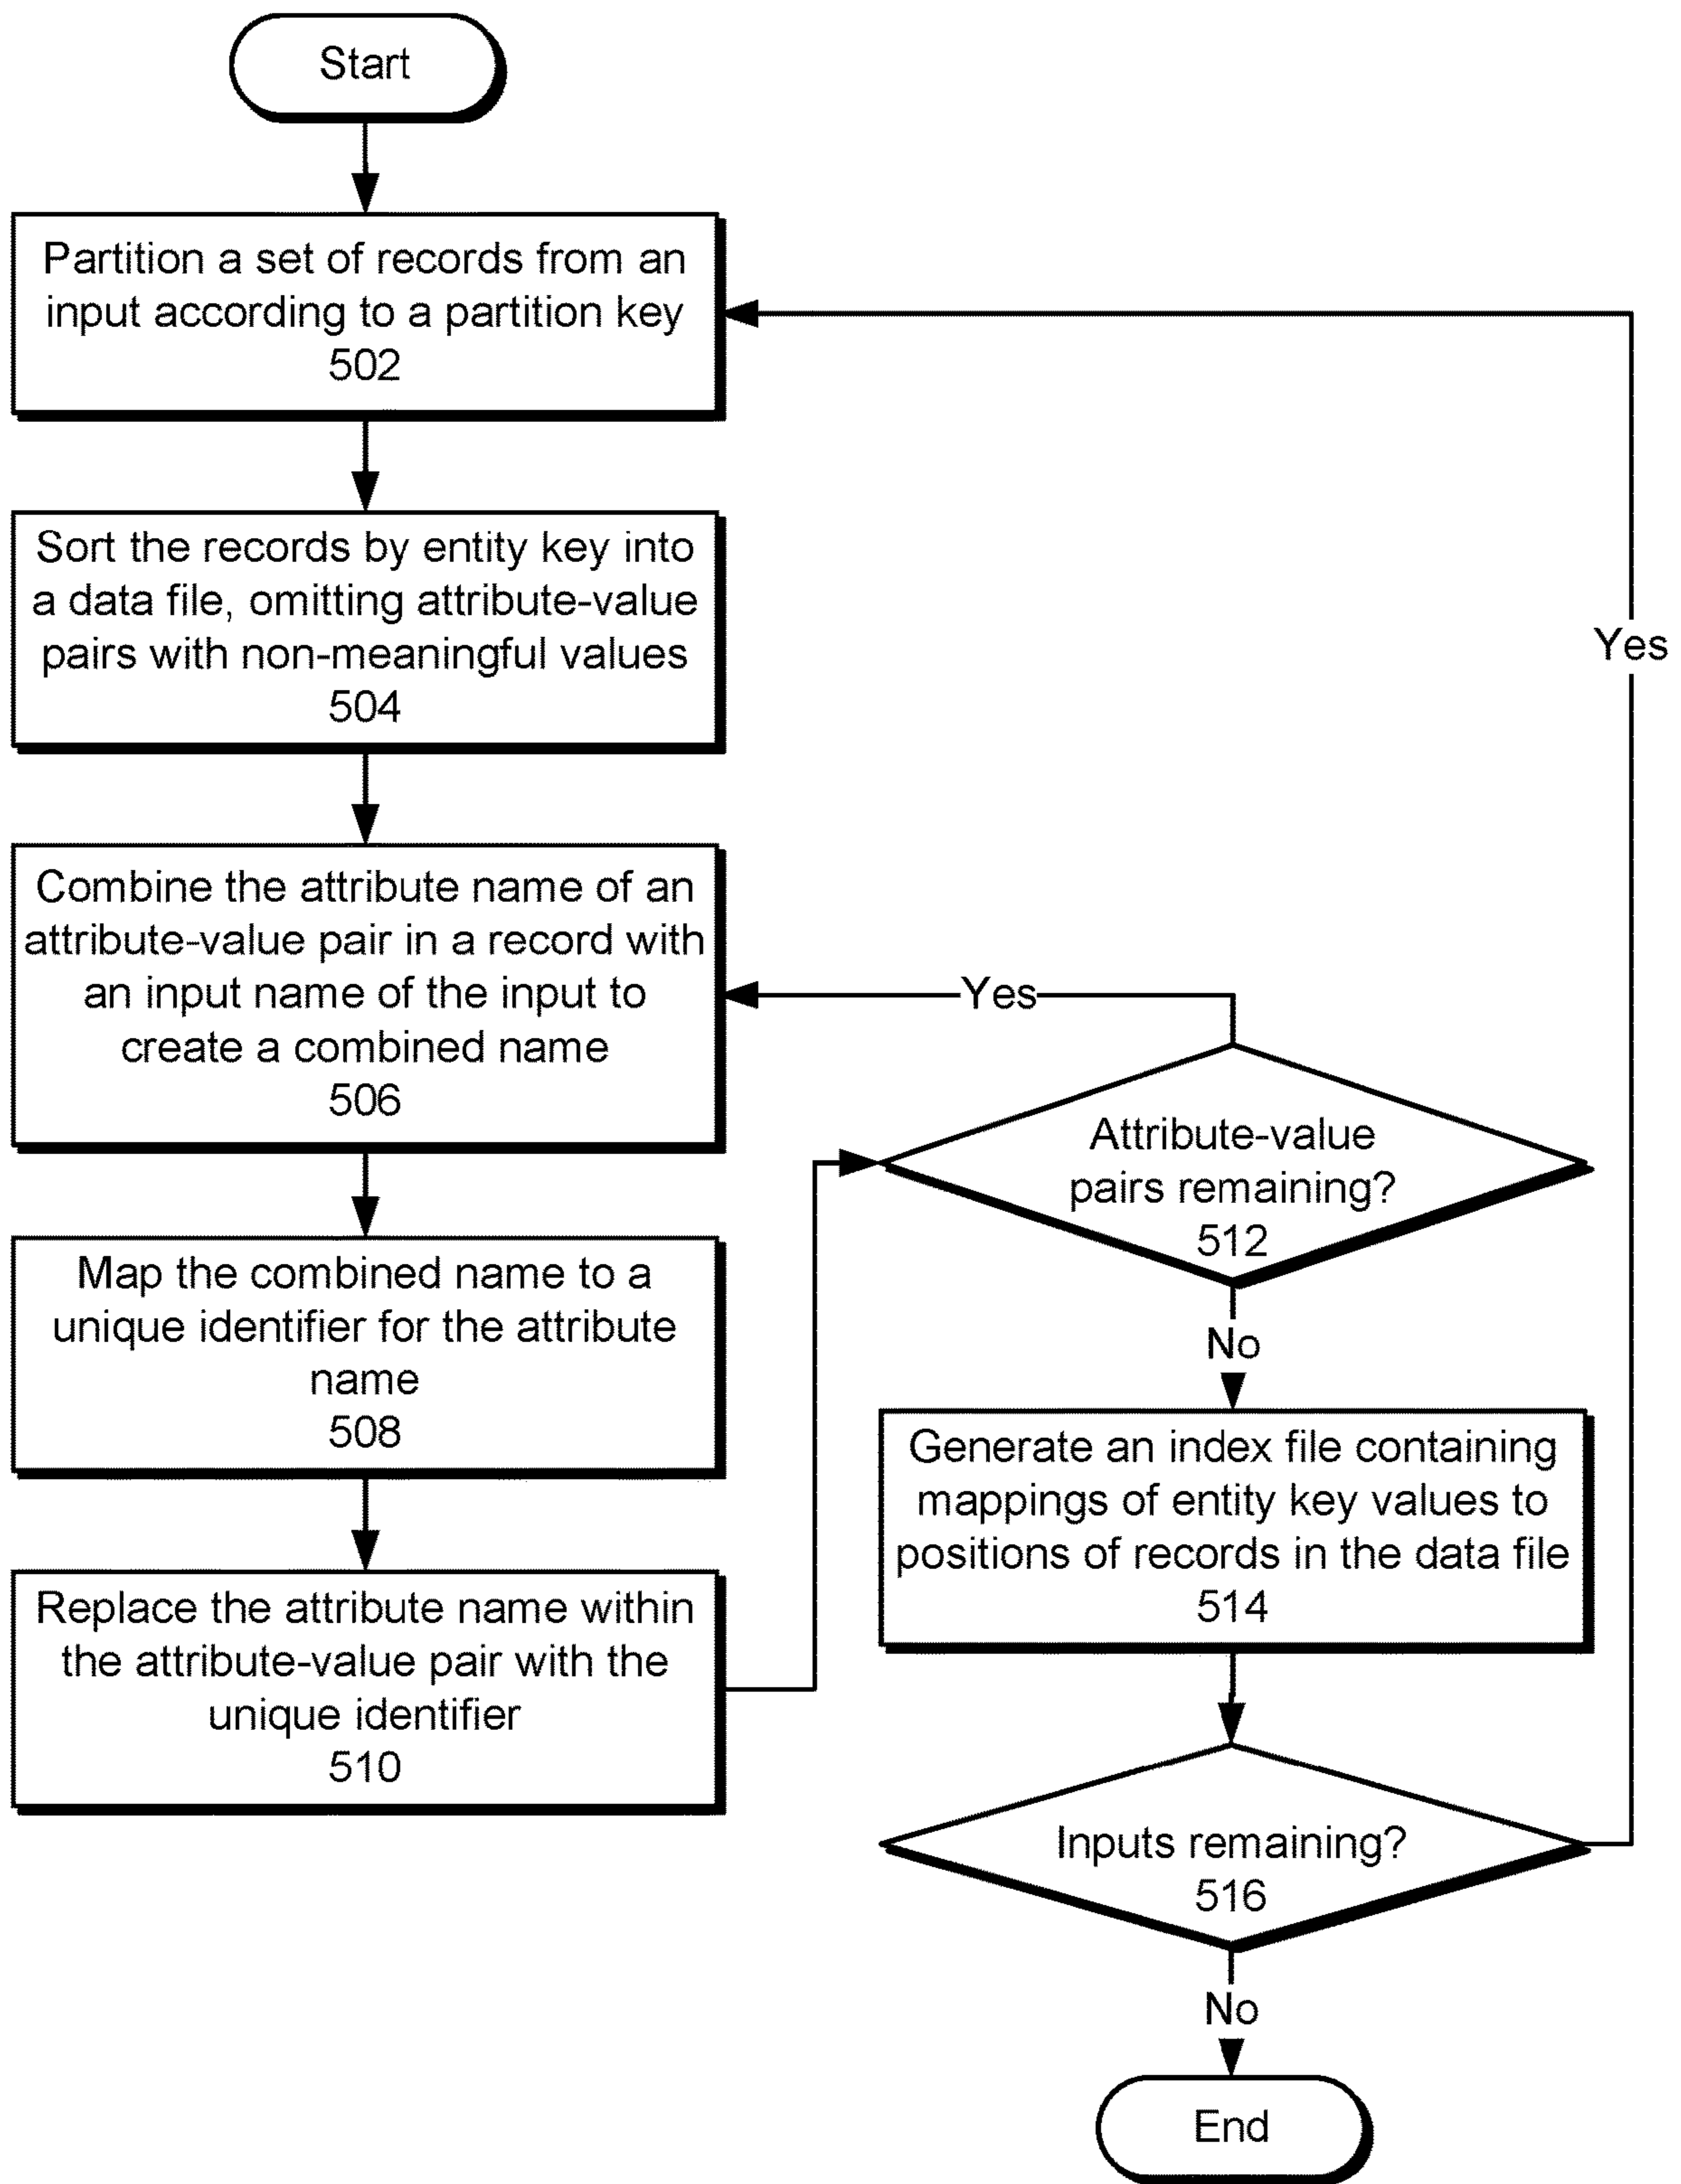 Start
Partition a set of records from an
input according to a partition key
502
Sort the records by entity key into
a data file, omitting attribute-value
pairs with non-meaningful values
504
Combine the attribute name of an
attribute-value pair in a record with
an input name of the input to
create a combined name
506
Map the combined name to a
unique identifier for the attribute
name
508
Replace the attribute name within
the attribute-value pair with the
unique identifier
510
Yes
Attribute-value
pairs remaining?
512
No
Generate an index file containing
mappings of entity key values to
positions of records in the data file
514
Inputs remaining?
516
Yes
No
End